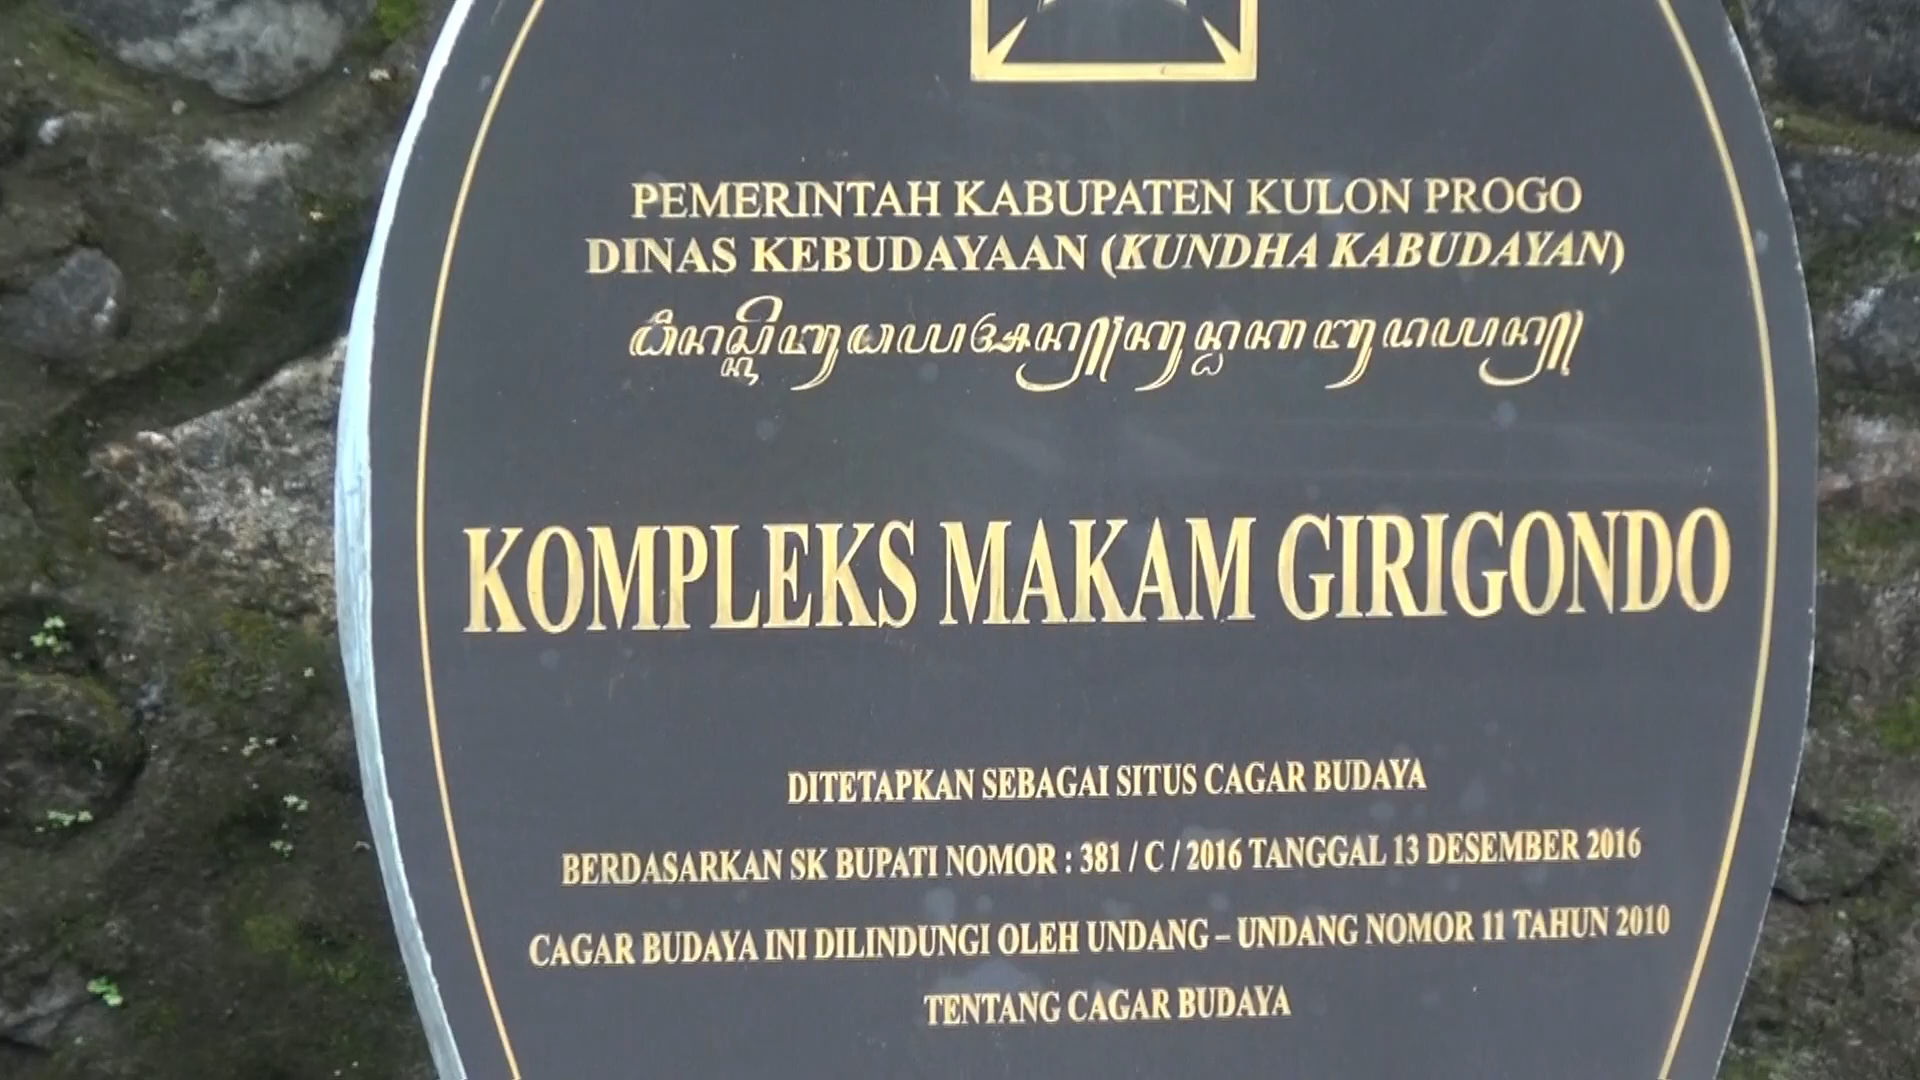 PEMERINTAH KABUPATEN KULON PROGO
DINAS KEBUDAYAAN (KUNDHA KABUDAYAN)
KOMPLEKS MAKAM GIRIGONDO
DITETAPKAN SEBAGAI SITUS CAGAR BUDAYA
BERDASARKAN SK BUPATI NOMOR : 381 / C / 2016 TANGGAL 13 DESEMBER 2016
CAGAR BUDAYA INI DILINDUNGI OLEH UNDANG – UNDANG NOMOR 11 TAHUN 2010
TENTANG CAGAR BUDAYA